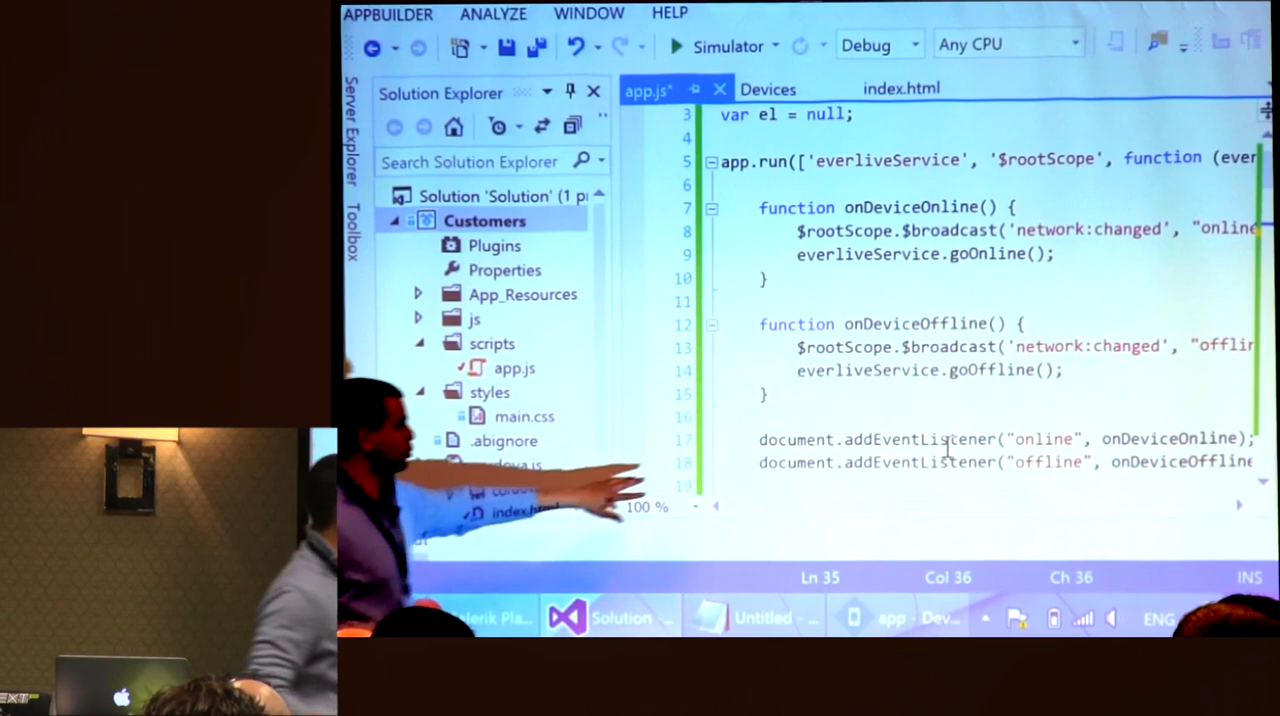 APPBUILDER ANALYZE WINDOW HELP
Simulator Debug Any CPU
Server Explorer
Toolbox
Solution Explorer
Search Solution Explorer
Solution 'Solution' (1 p
Customers
Plugins
Properties
App_Resources
js
scripts
app.js
styles
main.css
.abignore
index.html
app.js* Devices index.html
3 var el = null;
4
5 app.run(['everliveService', '$rootScope', function (ever
6
7 function onDeviceOnline() {
8 $rootScope.$broadcast('network:changed', "online
9 everliveService.goOnline();
10 }
11
12 function onDeviceOffline() {
13 $rootScope.$broadcast('network:changed', "offlin
14 everliveService.goOffline();
15 }
16
17 document.addEventListener("online", onDeviceOnline);
18 document.addEventListener("offline", onDeviceOffline
19
100 %
Ln 35 Col 36 Ch 36 INS
elerik Pla... Solution ... Untitled - ... app - Dev... ENG
EXT